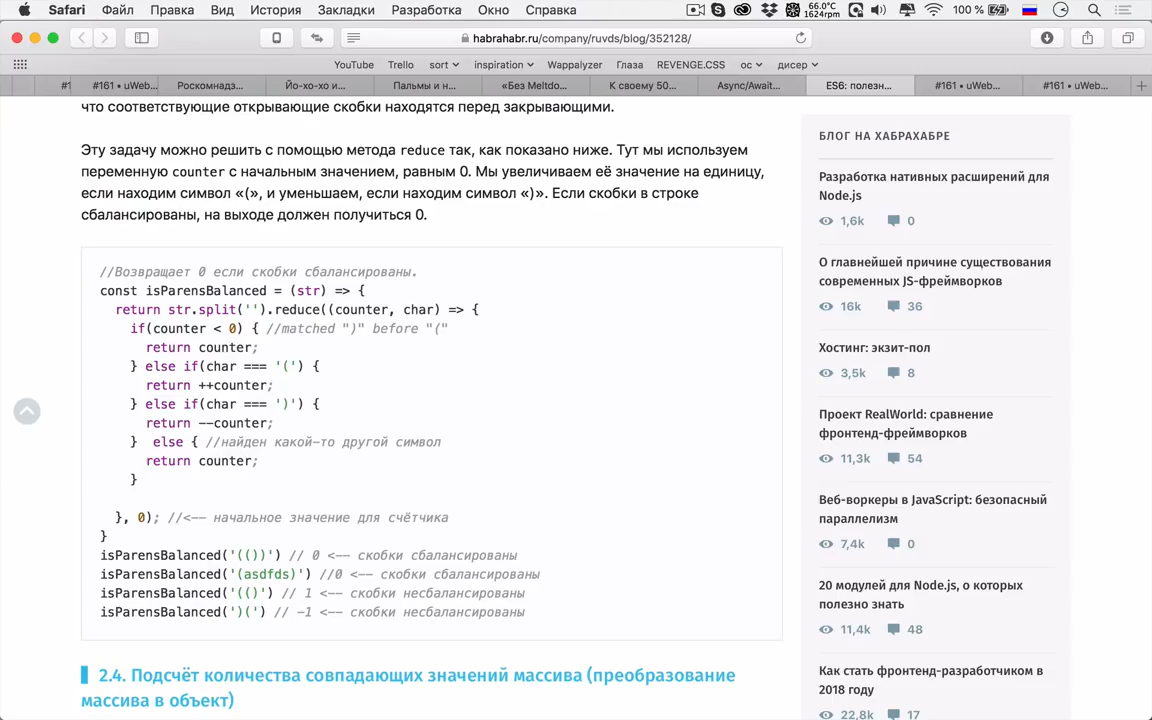 Safari Файл Правка Вид История Закладки Разработка Окно Справка 66.0°C 1624rpm 100 %
habrahabr.ru/company/ruvds/blog/352128/
YouTube Trello sort inspiration Wappalyzer Глаза REVENGE.CSS ос дисер
#1 #161 • uWeb... Роскомнадз... Йо-хо-хо и... Пальмы и н... «Без Meltdo... К своему 50... Async/Await... ES6: полезн... #161 • uWeb... #161 • uWeb...
что соответствующие открывающие скобки находятся перед закрывающими.
Эту задачу можно решить с помощью метода reduce так, как показано ниже. Тут мы используем
переменную counter с начальным значением, равным 0. Мы увеличиваем её значение на единицу,
если находим символ «(», и уменьшаем, если находим символ «)». Если скобки в строке
сбалансированы, на выходе должен получиться 0.
//Возвращает 0 если скобки сбалансированы.
const isParensBalanced = (str) => {
return str.split('').reduce((counter, char) => {
if(counter < 0) { //matched ")" before "("
return counter;
} else if(char === '(') {
return ++counter;
} else if(char === ')') {
return --counter;
}  else { //найден какой-то другой символ
return counter;
}
}, 0); //<-- начальное значение для счётчика
}
isParensBalanced('(())') // 0 <-- скобки сбалансированы
isParensBalanced('(asdfds)') //0 <-- скобки сбалансированы
isParensBalanced('(()') // 1 <-- скобки несбалансированы
isParensBalanced(')(') // -1 <-- скобки несбалансированы
2.4. Подсчёт количества совпадающих значений массива (преобразование
массива в объект)
БЛОГ НА ХАБРАХАБРЕ
Разработка нативных расширений для
Node.js
1,6k 0
О главнейшей причине существования
современных JS-фреймворков
16k 36
Хостинг: экзит-пол
3,5k 8
Проект RealWorld: сравнение
фронтенд-фреймворков
11,3k 54
Веб-воркеры в JavaScript: безопасный
параллелизм
7,4k 0
20 модулей для Node.js, о которых
полезно знать
11,4k 48
Как стать фронтенд-разработчиком в
2018 году
22,8k 17